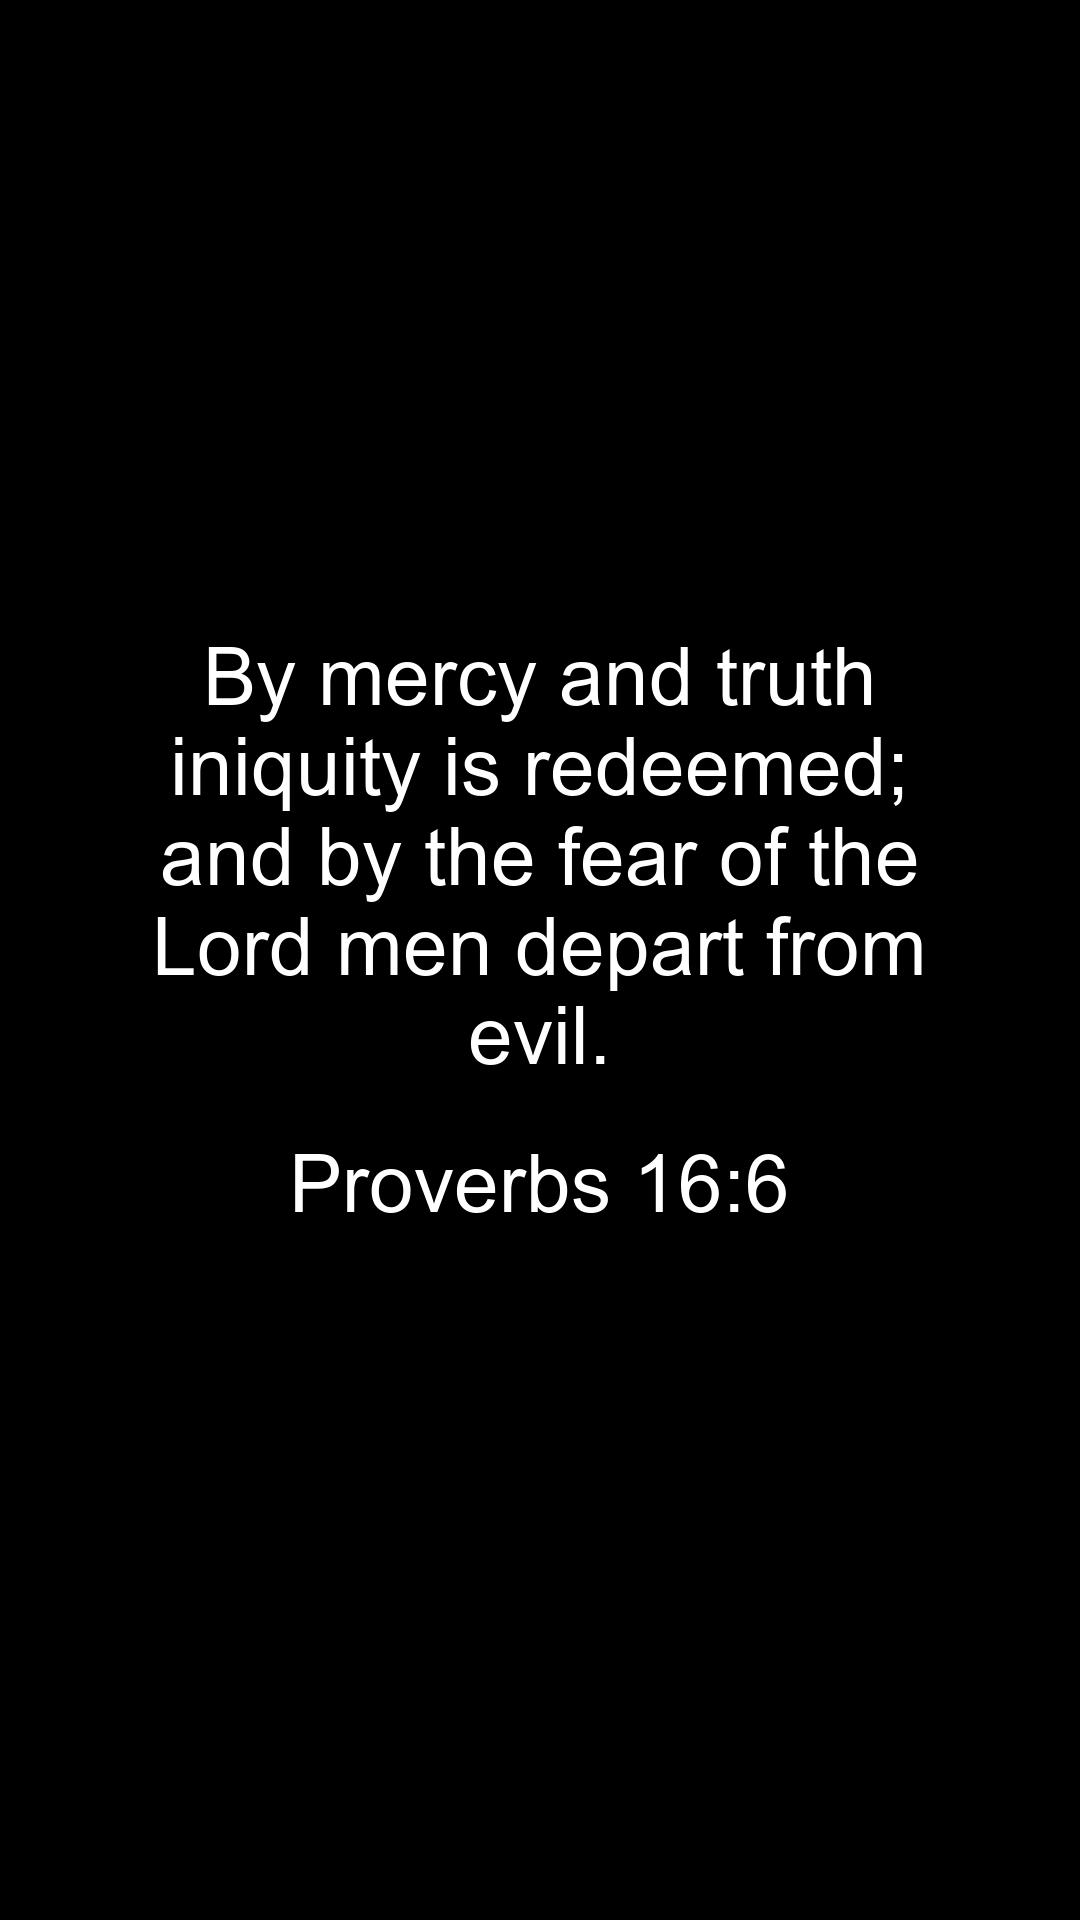 By mercy and truth
iniquity is redeemed;
and by the fear of the
Lord men depart from
evil.
Proverbs 16:6